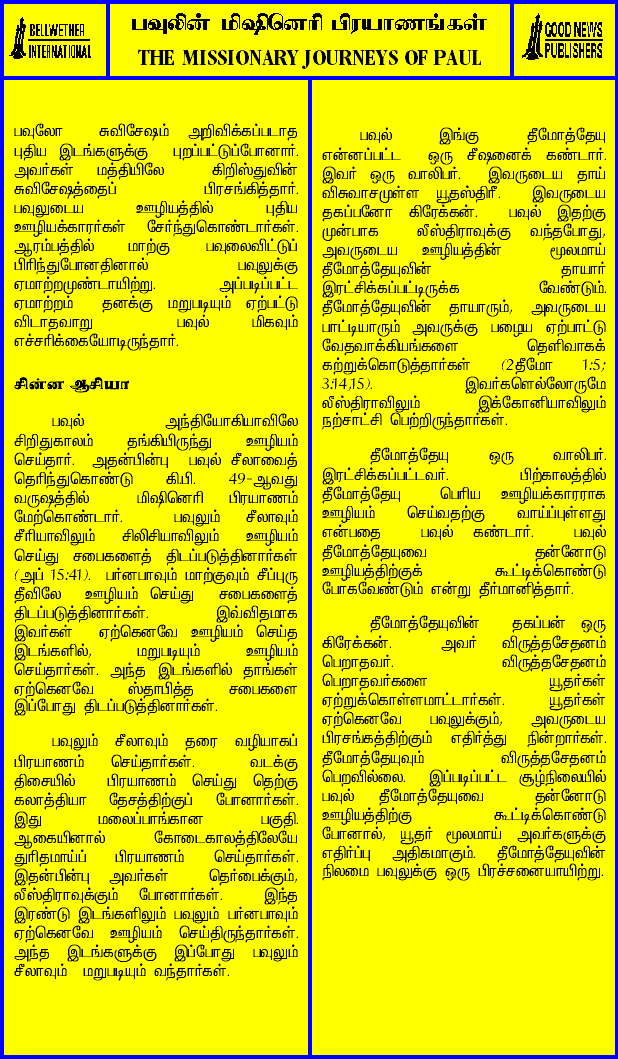 BELLWETHER
INTERNATIONAL
பவுலின் மிஷினெரி பிரயாணங்கள்
THE MISSIONARY JOURNEYS OF PAUL
GOOD NEWS
PUBLISHERS
பவுலோ சுவிசேஷம் அறிவிக்கப்படாத
புதிய இடங்களுக்கு புறப்பட்டுப்போனார்.
அவர்கள் மத்தியிலே கிறிஸ்துவின்
சுவிசேஷத்தைப் பிரசங்கித்தார்.
பவுலுடைய ஊழியத்தில் புதிய
ஊழியக்காரர்கள் சேர்ந்துகொண்டார்கள்.
ஆரம்பத்தில் மாற்கு பவுலைவிட்டுப்
பிரிந்துபோனதினால் பவுலுக்கு
ஏமாற்றமுண்டாயிற்று. அப்படிப்பட்ட
ஏமாற்றம் தனக்கு மறுபடியும் ஏற்பட்டு
விடாதவாறு பவுல் மிகவும்
எச்சரிக்கையோடிருந்தார்.
சின்ன ஆசியா
பவுல் அந்தியோகியாவிலே
சிறிதுகாலம் தங்கியிருந்து ஊழியம்
செய்தார். அதன்பின்பு பவுல் சீலாவைத்
தெரிந்துகொண்டு கி.பி. 49-ஆவது
வருஷத்தில் மிஷினெரி பிரயாணம்
மேற்கொண்டார். பவுலும் சீலாவும்
சீரியாவிலும் சிலிசியாவிலும் ஊழியம்
செய்து சபைகளைத் திடப்படுத்தினார்கள்
(அப் 15:41). பர்னபாவும் மாற்குவும் சீப்புரு
தீவிலே ஊழியம் செய்து சபைகளைத்
திடப்படுத்தினார்கள். இவ்விதமாக
இவர்கள் ஏற்கெனவே ஊழியம் செய்த
இடங்களில், மறுபடியும் ஊழியம்
செய்தார்கள். அந்த இடங்களில் தாங்கள்
ஏற்கெனவே ஸ்தாபித்த சபைகளை
இப்போது திடப்படுத்தினார்கள்.
பவுலும் சீலாவும் தரை வழியாகப்
பிரயாணம் செய்தார்கள். வடக்கு
திசையில் பிரயாணம் செய்து தெற்கு
கலாத்தியா தேசத்திற்குப் போனார்கள்.
இது மலைப்பாங்கான பகுதி.
ஆகையினால் கோடைகாலத்திலேயே
துரிதமாய்ப் பிரயாணம் செய்தார்கள்.
இதன்பின்பு அவர்கள் தெர்பைக்கும்,
லீஸ்திராவுக்கும் போனார்கள். இந்த
இரண்டு இடங்களிலும் பவுலும் பர்னபாவும்
ஏற்கெனவே ஊழியம் செய்திருந்தார்கள்.
அந்த இடங்களுக்கு இப்போது பவுலும்
சீலாவும் மறுபடியும் வந்தார்கள்.
பவுல் இங்கு தீமோத்தேயு
என்னப்பட்ட ஒரு சீஷனைக் கண்டார்.
இவர் ஒரு வாலிபர். இவருடைய தாய்
விசுவாசமுள்ள யூதஸ்திரீ. இவருடைய
தகப்பனோ கிரேக்கன். பவுல் இதற்கு
முன்பாக லீஸ்திராவுக்கு வந்தபோது,
அவருடைய ஊழியத்தின் மூலமாய்
தீமோத்தேயுவின் தாயார்
இரட்சிக்கப்பட்டிருக்க வேண்டும்.
தீமோத்தேயுவின் தாயாரும், அவருடைய
பாட்டியாரும் அவருக்கு பழைய ஏற்பாட்டு
வேதவாக்கியங்களை தெளிவாகக்
கற்றுக்கொடுத்தார்கள் (2தீமோ 1:5;
3:14,15). இவர்களெல்லோருமே
லீஸ்திராவிலும் இக்கோனியாவிலும்
நற்சாட்சி பெற்றிருந்தார்கள்.
தீமோத்தேயு ஒரு வாலிபர்.
இரட்சிக்கப்பட்டவர். பிற்காலத்தில்
தீமோத்தேயு பெரிய ஊழியக்காரராக
ஊழியம் செய்வதற்கு வாய்ப்புள்ளது
என்பதை பவுல் கண்டார். பவுல்
தீமோத்தேயுவை தன்னோடு
ஊழியத்திற்குக் கூட்டிக்கொண்டு
போகவேண்டும் என்று தீர்மானித்தார்.
தீமோத்தேயுவின் தகப்பன் ஒரு
கிரேக்கன். அவர் விருத்தசேதனம்
பெறாதவர். விருத்தசேதனம்
பெறாதவர்களை யூதர்கள்
ஏற்றுக்கொள்ளமாட்டார்கள். யூதர்கள்
ஏற்கெனவே பவுலுக்கும், அவருடைய
பிரசங்கத்திற்கும் எதிர்த்து நின்றார்கள்.
தீமோத்தேயுவும் விருத்தசேதனம்
பெறவில்லை. இப்படிப்பட்ட சூழ்நிலையில்
பவுல் தீமோத்தேயுவை தன்னோடு
ஊழியத்திற்கு கூட்டிக்கொண்டு
போனால், யூதர் மூலமாய் அவர்களுக்கு
எதிர்ப்பு அதிகமாகும். தீமோத்தேயுவின்
நிலமை பவுலுக்கு ஒரு பிரச்சனையாயிற்று.